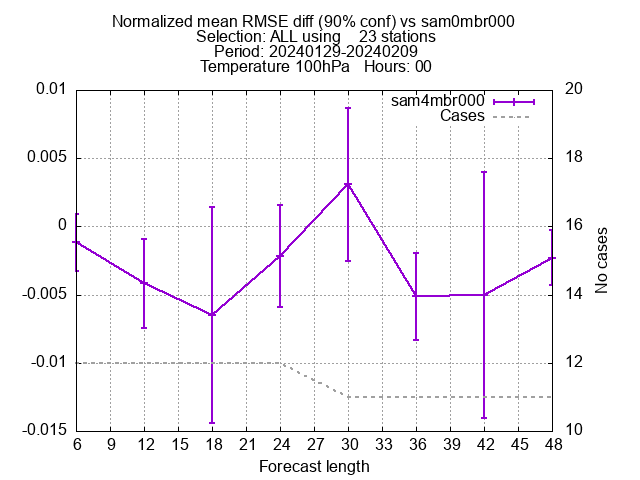 Normalized mean RMSE diff (90% conf) vs sam0mbr000
Selection: ALL using    23 stations
Period: 20240129-20240209
Temperature 100hPa   Hours: 00
sam4mbr000
Cases
0.01
0.005
0
-0.005
-0.01
-0.015
20
18
16
14
12
10
No cases
6 9 12 15 18 21 24 27 30 33 36 39 42 45 48
Forecast length